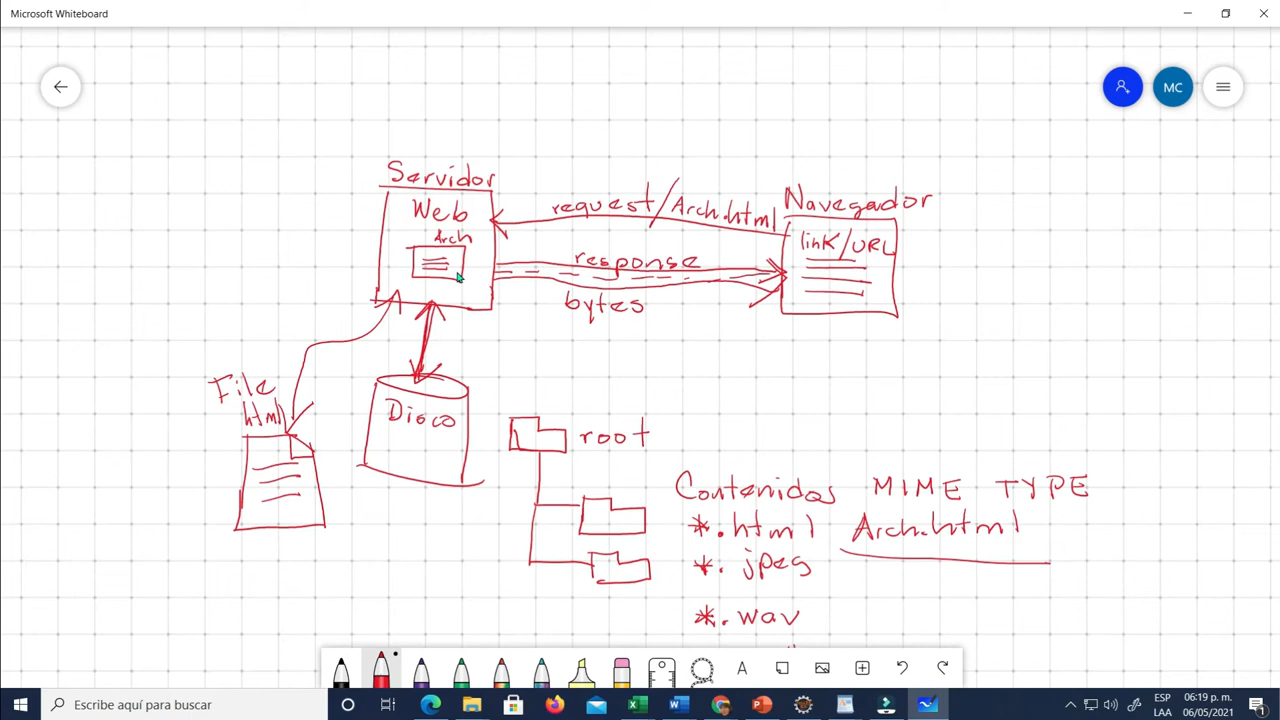 Microsoft Whiteboard
MC
Servidor
Web
Arch
request/Arch.html
response
bytes
Navegador
link/URL
File
html
Disco
root
Contenidos MIME TYPE
*.html Arch.html
*.jpeg
*.wav
A
Escribe aquí para buscar
ESP
LAA
06:19 p. m.
06/05/2021
1